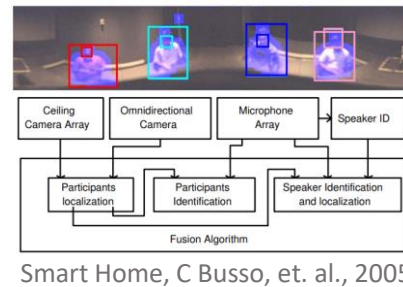 Ceiling Camera Array
Omnidirectional Camera
Microphone Array
Speaker ID
Participants localization
Participants Identification
Speaker Identification and localization
Fusion Algorithm
Smart Home, C Busso, et. al., 2005